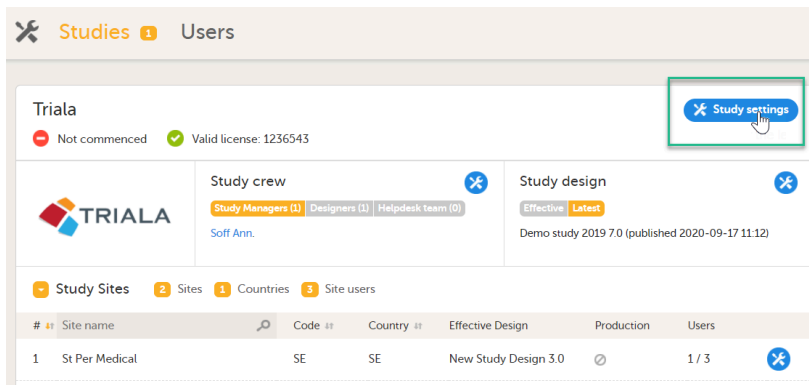 Studies 1 Users
Triala
Study settings
Not commenced Valid license: 1236543
TRIALA
Study crew
Study Managers (1) Designers (1) Helpdesk team (0)
Soff Ann.
Study design
Effective Latest
Demo study 2019 7.0 (published 2020-09-17 11:12)
Study Sites 2 Sites 1 Countries 3 Site users
# Site name Code Country Effective Design Production Users
1 St Per Medical SE SE New Study Design 3.0 1 / 3